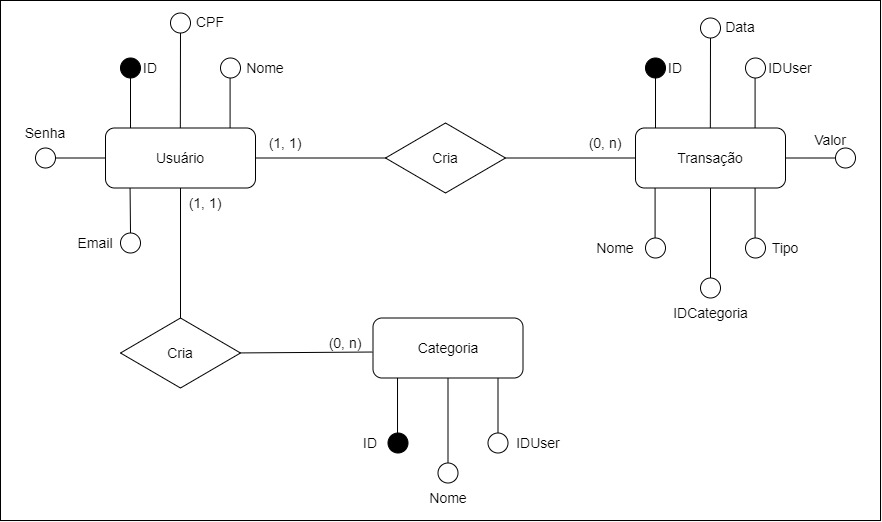 CPF
Data
ID
Nome
ID
IDUser
Senha
Valor
(1, 1)
(0, n)
Usuário
Cria
Transação
(1, 1)
Email
Nome
Tipo
IDCategoria
(0, n)
Categoria
Cria
ID
IDUser
Nome